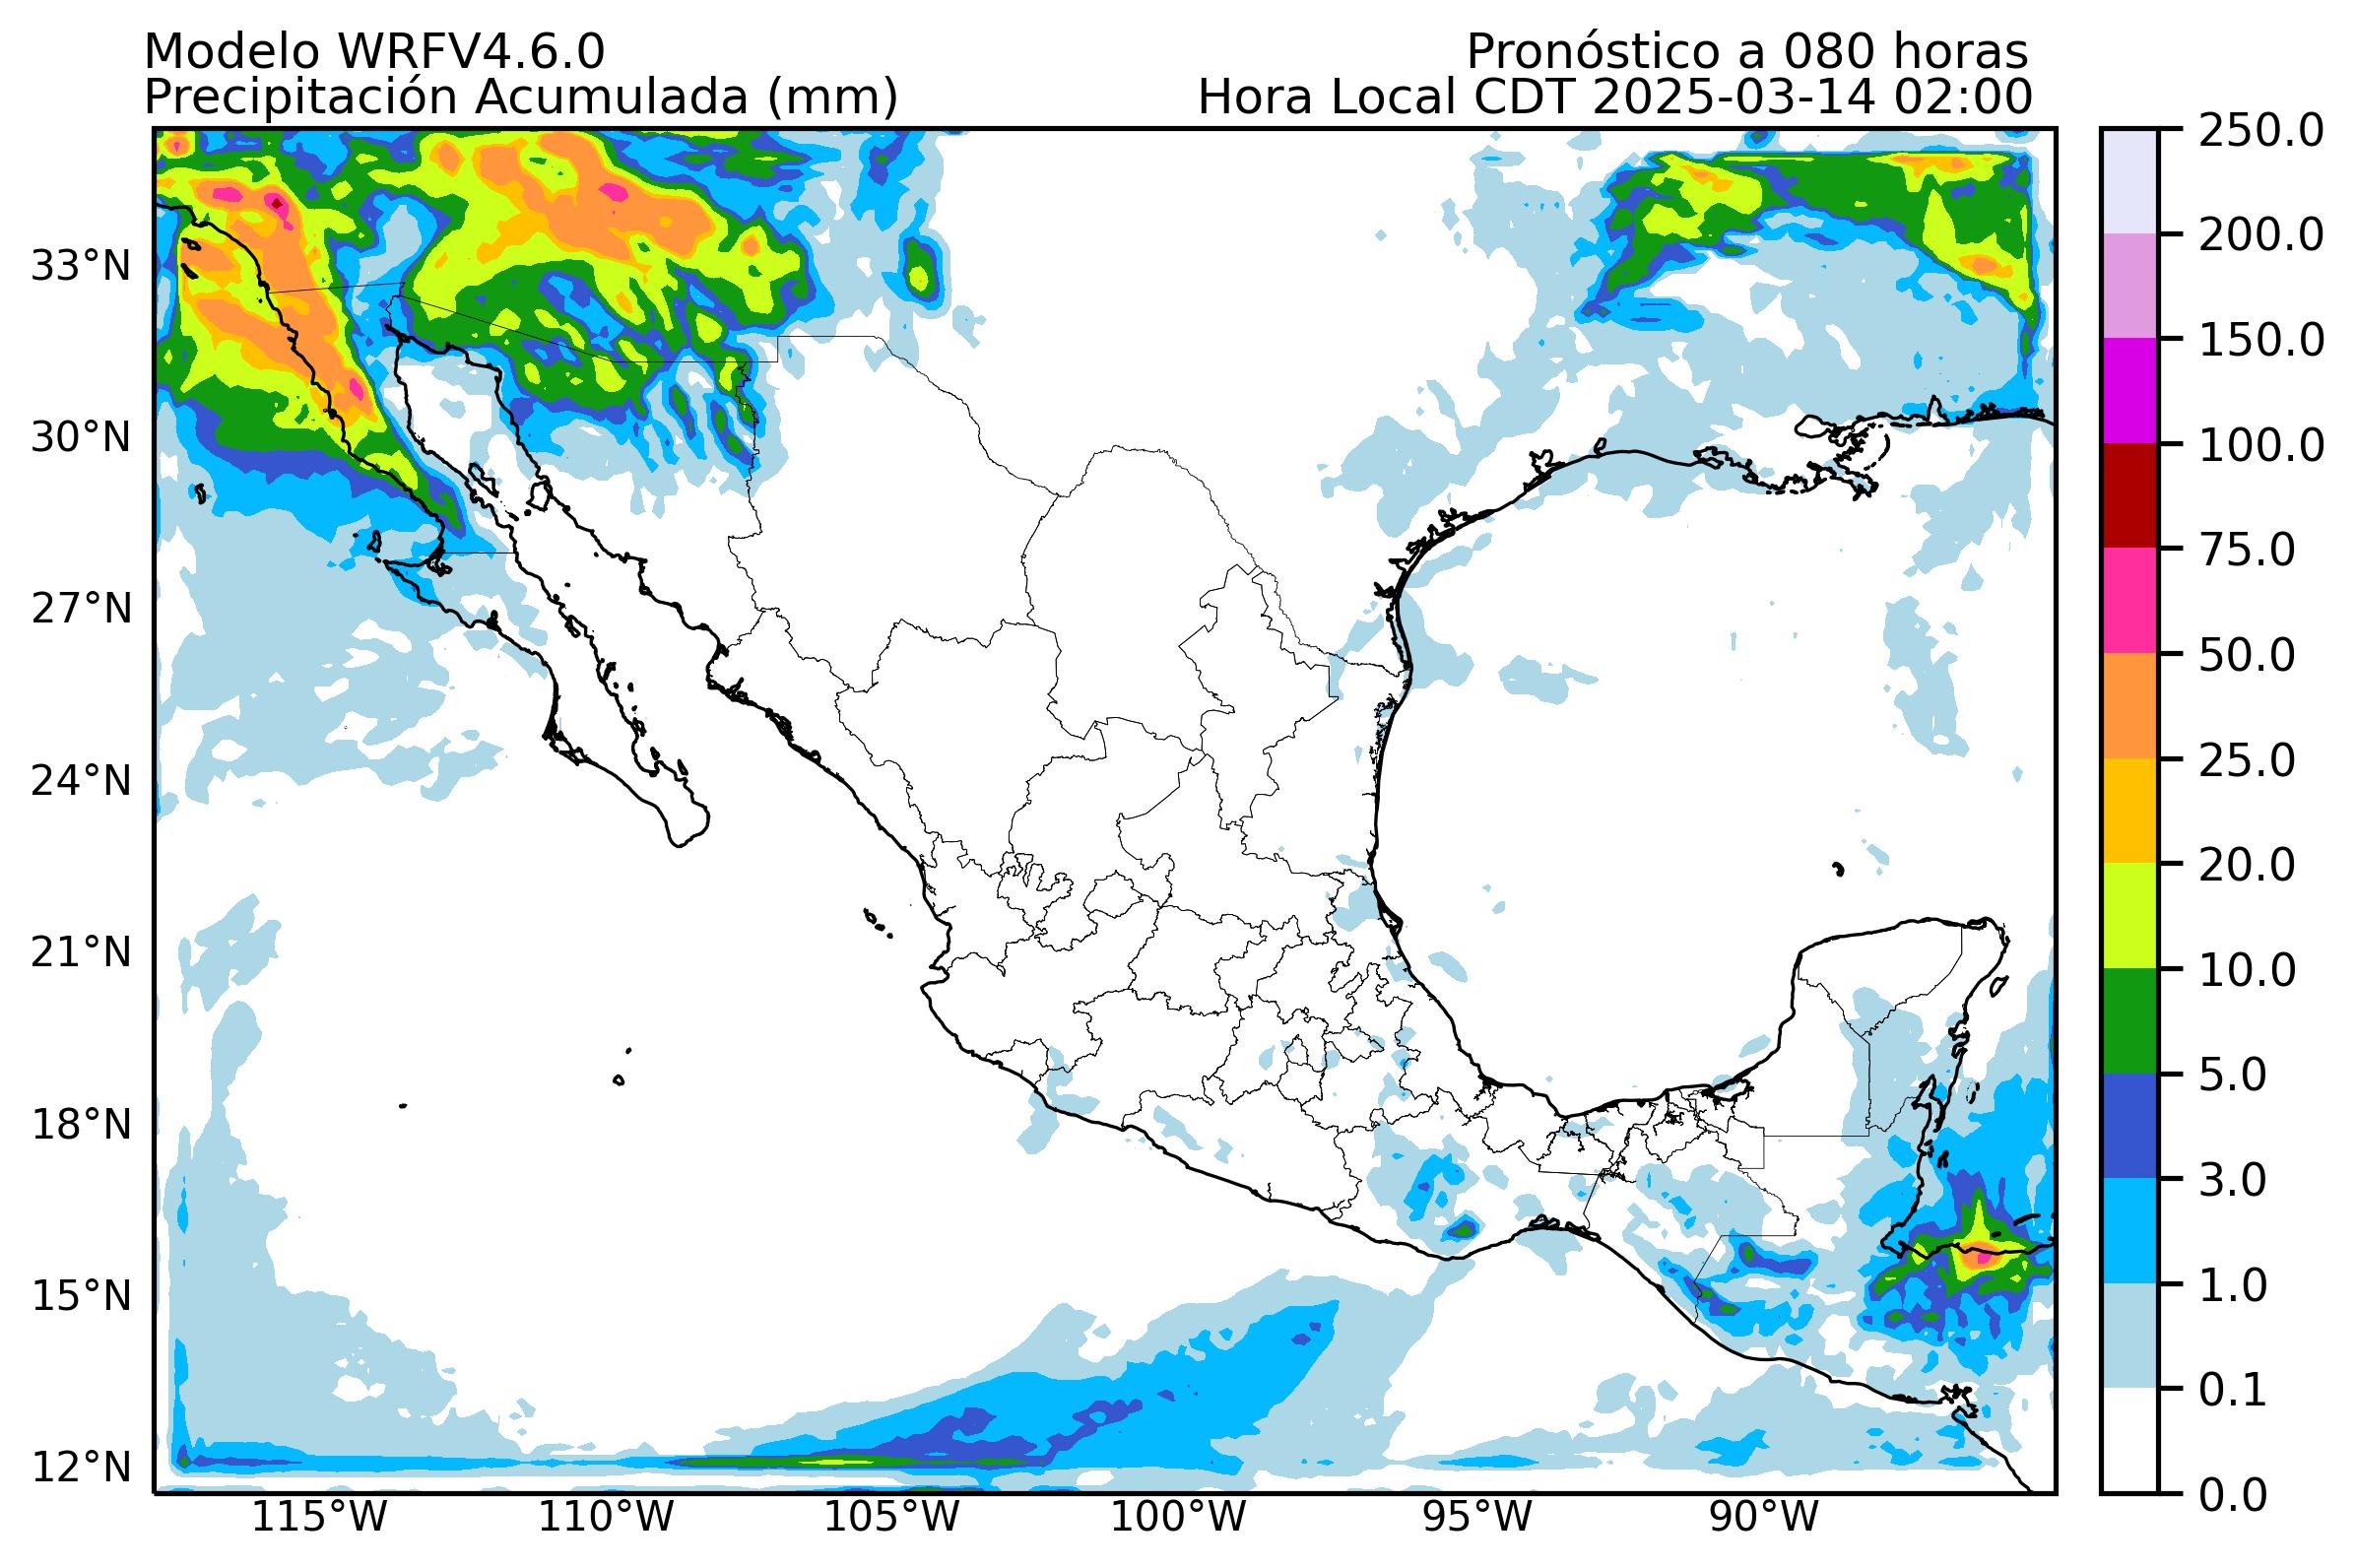 Modelo WRFV4.6.0
Pronóstico a 080 horas
Precipitación Acumulada (mm)
Hora Local CDT 2025-03-14 02:00
250.0
200.0
150.0
100.0
75.0
50.0
25.0
20.0
10.0
5.0
3.0
1.0
0.1
0.0
33°N
30°N
27°N
24°N
21°N
18°N
15°N
12°N
115°W
110°W
105°W
100°W
95°W
90°W